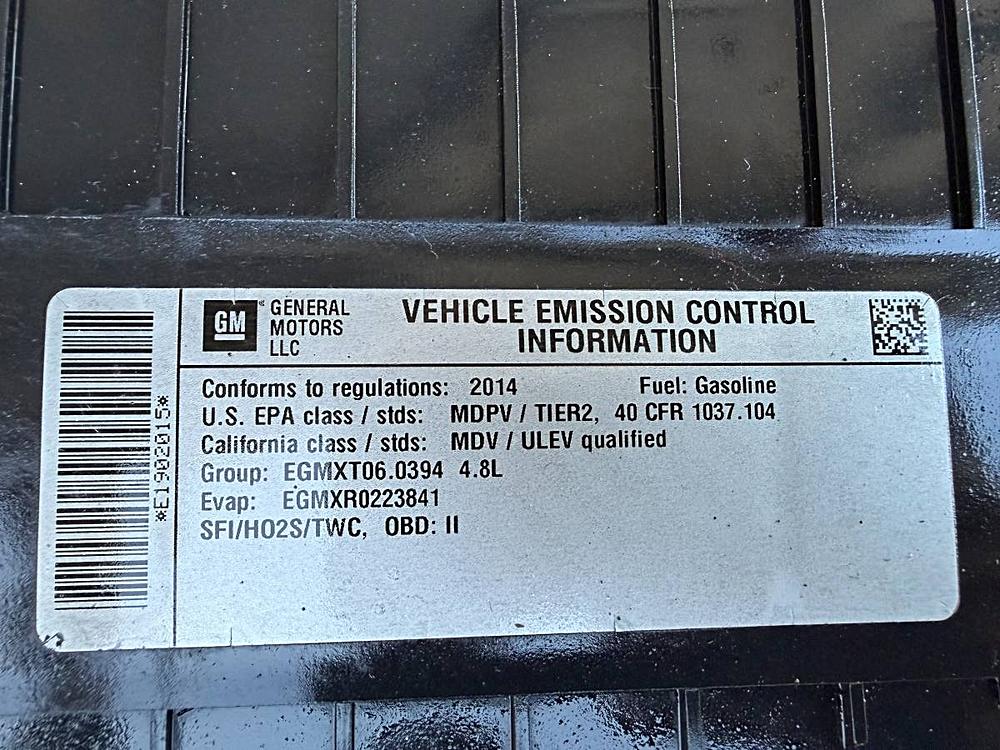 *E1902015*
GM
GENERAL
MOTORS
LLC
VEHICLE EMISSION CONTROL
INFORMATION
Conforms to regulations: 2014 Fuel: Gasoline
U.S. EPA class / stds: MDPV / TIER2, 40 CFR 1037.104
California class / stds: MDV / ULEV qualified
Group: EGMXT06.0394 4.8L
Evap: EGMXR0223841
SFI/HO2S/TWC, OBD: II